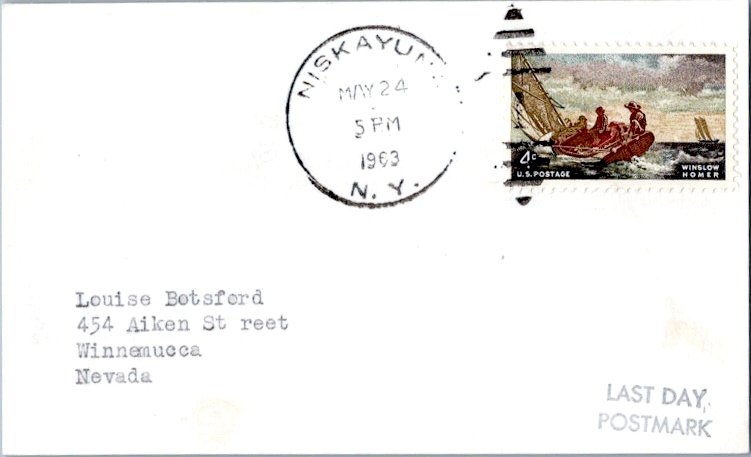 NISKAYUN
MAY 24
5 PM
1963
N. Y.
4c
U.S. POSTAGE
WINSLOW
HOMER
Louise Botsford
454 Aiken St reet
Winnemucca
Nevada
LAST DAY
POSTMARK